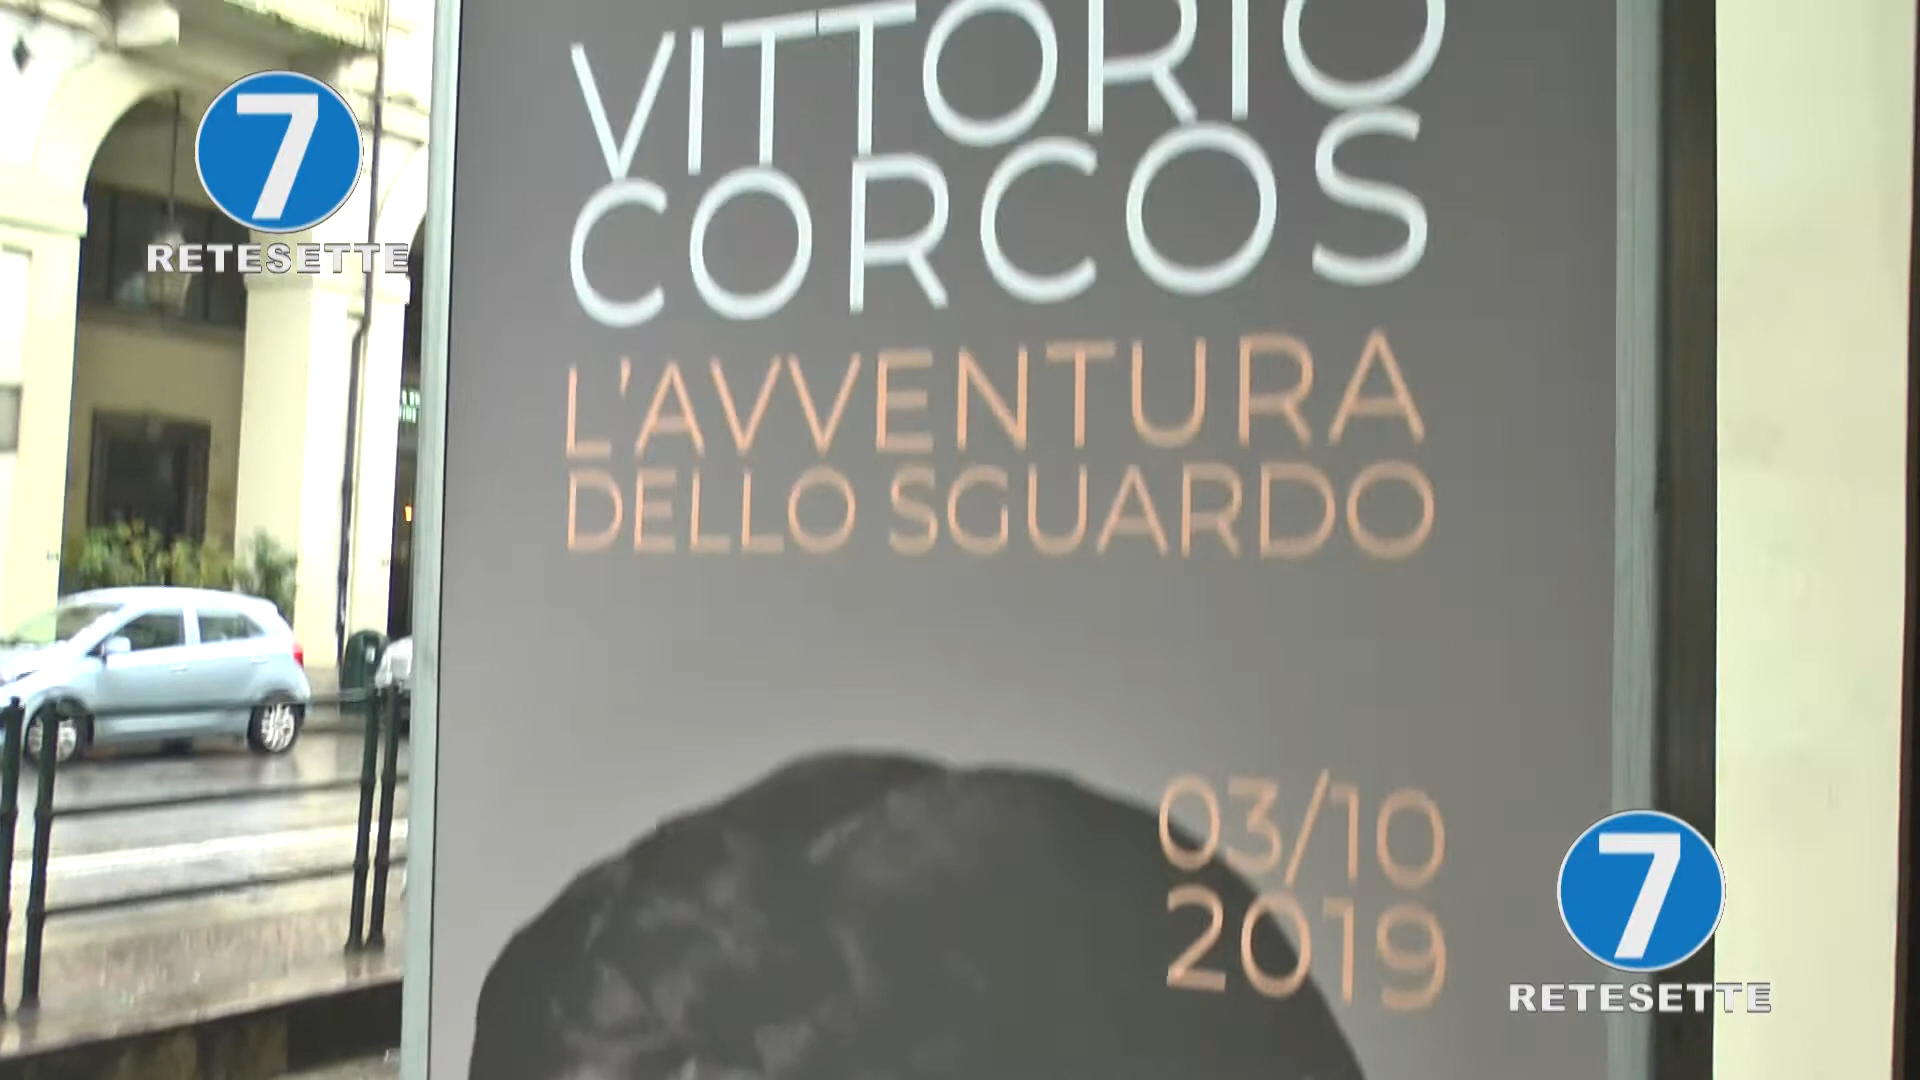 VITTORIO
CORCOS
L'AVVENTURA
DELLO SGUARDO
03/10
2019
7
RETESETTE
7
RETESETTE